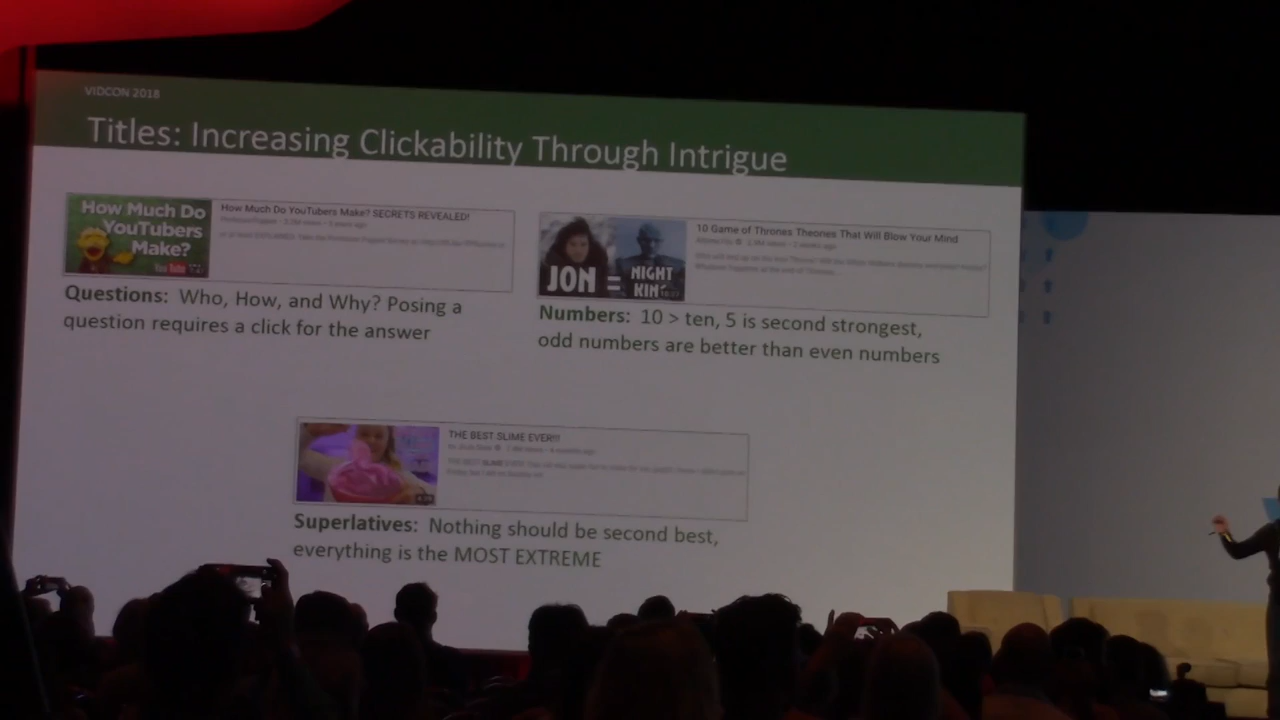 VIDCON 2018
Titles: Increasing Clickability Through Intrigue
How Much Do
YouTubers
Make?
YouTube
How Much Do YouTubers Make? SECRETS REVEALED!
Questions: Who, How, and Why? Posing a
question requires a click for the answer
JON = NIGHT
KIN
10 Game of Thrones Theories That Will Blow Your Mind
Numbers: 10 > ten, 5 is second strongest,
odd numbers are better than even numbers
THE BEST SLIME EVER!!!
Superlatives: Nothing should be second best,
everything is the MOST EXTREME